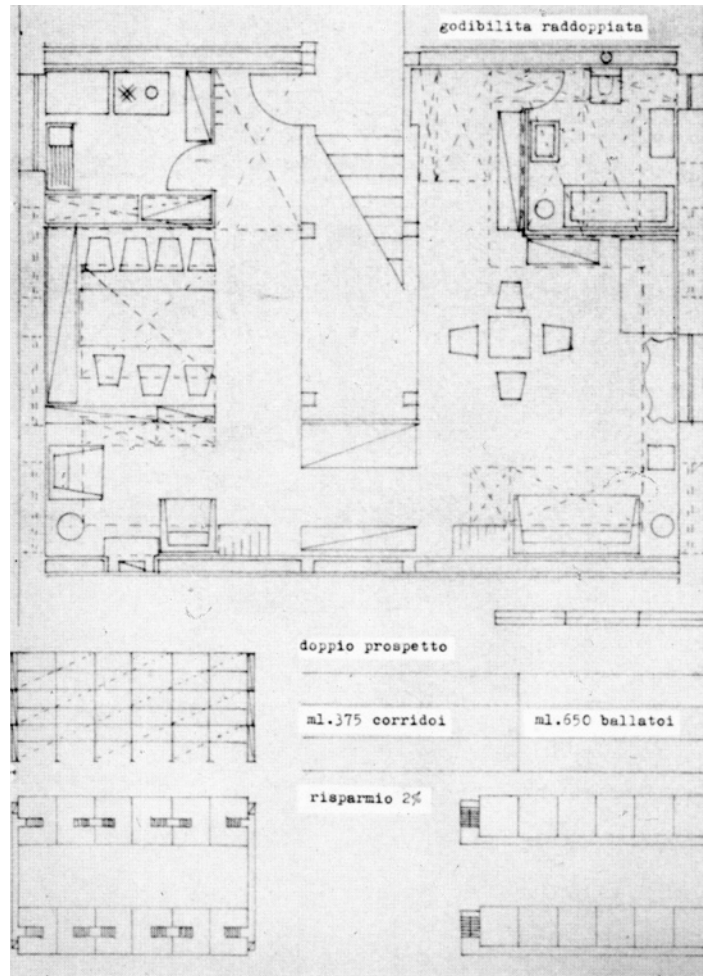 godibilita raddoppiata
doppio prospetto
ml.375 corridoi
ml.650 ballatoi
risparmio 2%